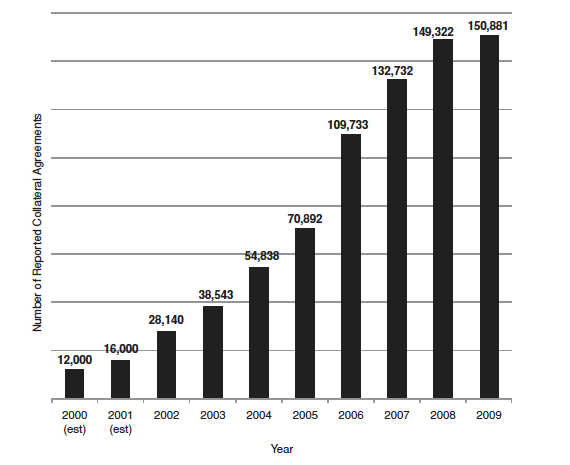 149,322 150,881
132,732
109,733
70,892
54,838
38,543
28,140
16,000
12,000
Number of Reported Collateral Agreements
2000 2001 2002 2003 2004 2005 2006 2007 2008 2009
(est) (est)
Year